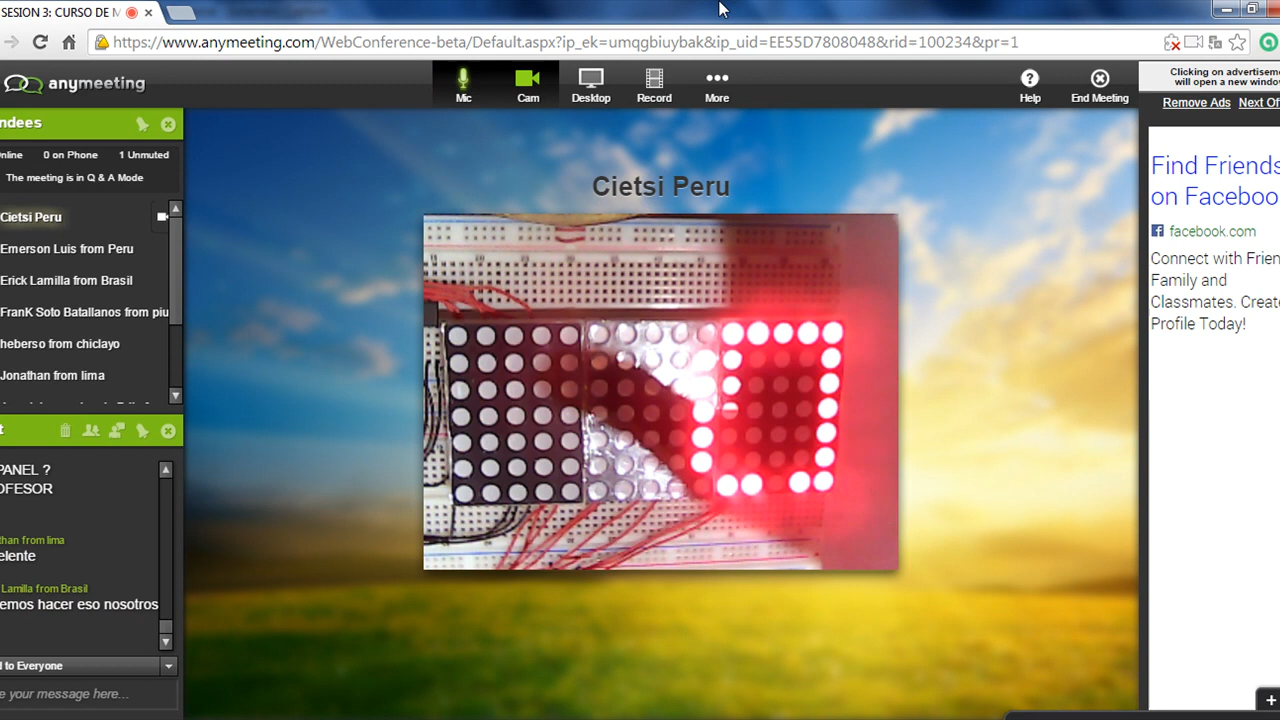 SESION 3: CURSO DE M
https://www.anymeeting.com/WebConference-beta/Default.aspx?ip_ek=umqgbiuybak&ip_uid=EE55D7808048&rid=100234&pr=1
anymeeting
Mic
Cam
Desktop
Record
More
Help
End Meeting
Clicking on advertiseme
will open a new window
Remove Ads Next Of
ndees
nline 0 on Phone 1 Unmuted
The meeting is in Q & A Mode
Cietsi Peru
Emerson Luis from Peru
Erick Lamilla from Brasil
FranK Soto Batallanos from piu
heberso from chiclayo
Jonathan from lima
t
PANEL ?
OFESOR
than from lima
elente
Lamilla from Brasil
emos hacer eso nosotros
d to Everyone
e your message here...
Cietsi Peru
Find Friends
on Faceboo
facebook.com
Connect with Frien
Family and
Classmates. Create
Profile Today!